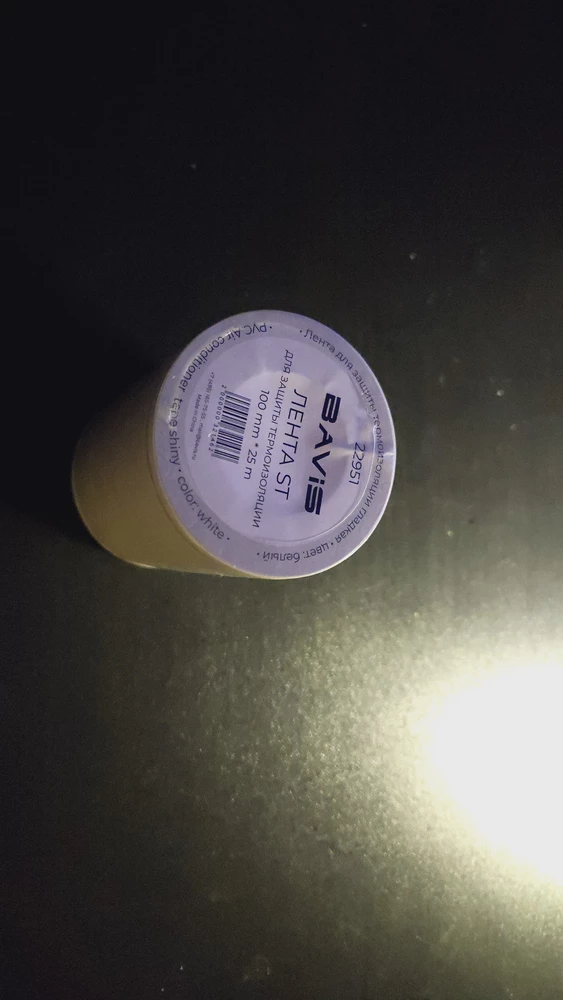 22951
BAViS
ЛЕНТА ST
ДЛЯ ЗАЩИТЫ ТЕРМОИЗОЛЯЦИИ
100 mm * 25 m
• Лента для защиты термоизоляции гладкая • цвет: белый •
• PVC Air conditioner tape shiny • color: white •